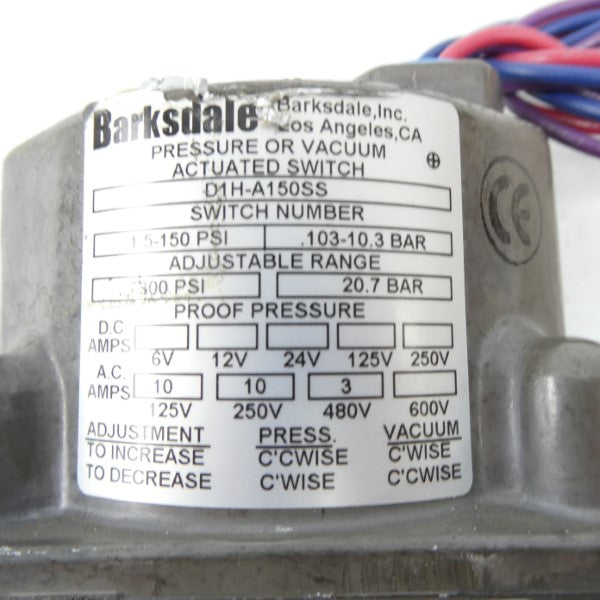 Barksdale Barksdale,Inc.
Los Angeles,CA
PRESSURE OR VACUUM
ACTUATED SWITCH
D1H-A150SS
SWITCH NUMBER
1.5-150 PSI .103-10.3 BAR
ADJUSTABLE RANGE
300 PSI 20.7 BAR
PROOF PRESSURE
D.C.
AMPS
6V 12V 24V 125V 250V
A.C.
AMPS 10 10 3
125V 250V 480V 600V
ADJUSTMENT PRESS. VACUUM
TO INCREASE C'CWISE C'WISE
TO DECREASE C'WISE C'CWISE
CE